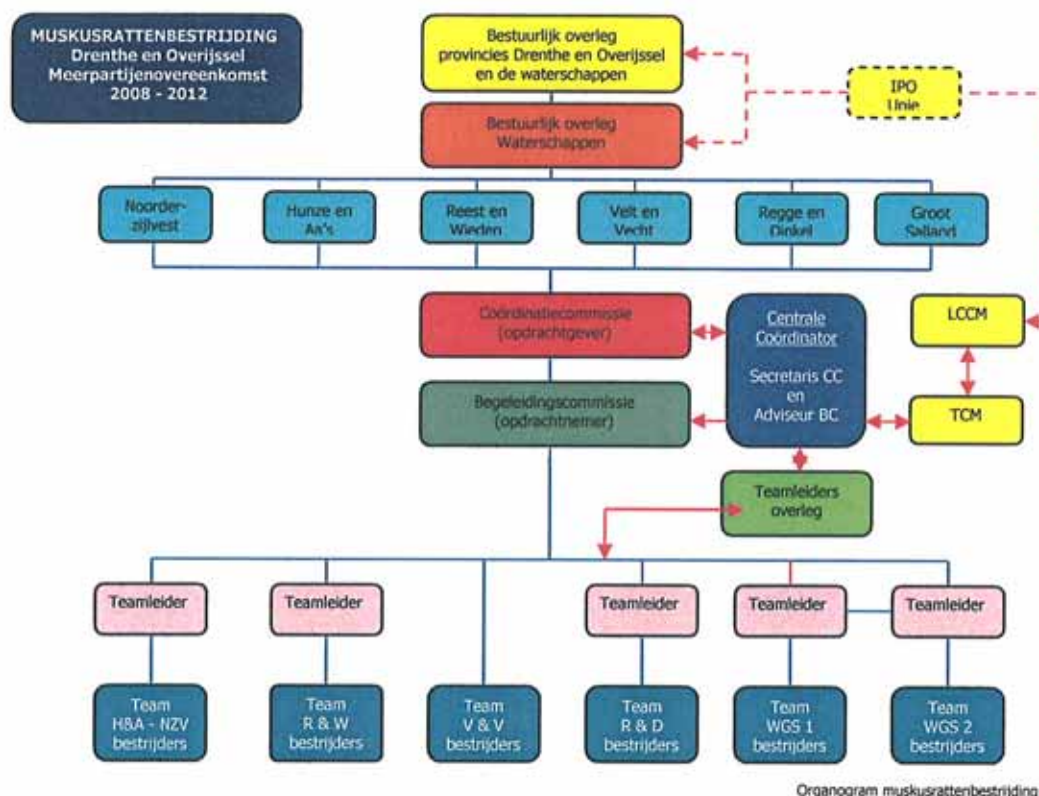 MUSKUSRATTENBESTRIJDING
Drenthe en Overijssel
Meerpartijenovereenkomst
2008 - 2012
Bestuurlijk overleg
provincies Drenthe en Overijssel
en de waterschappen
IPO
Unie
Bestuurlijk overleg
Waterschappen
Noorder-
zijlvest
Hunze en
Aa's
Reest en
Wieden
Velt en
Vecht
Regge en
Dinkel
Groot
Salland
Coördinatiecommissie
(opdrachtgever)
Centrale
Coördinator
Secretaris CC
en
Adviseur BC
LCCM
Begeleidingscommissie
(opdrachtnemer)
TCM
Teamleiders
overleg
Teamleider
Teamleider
Teamleider
Teamleider
Teamleider
Team
H&A - NZV
bestrijders
Team
R & W
bestrijders
Team
V & V
bestrijders
Team
R & D
bestrijders
Team
WGS 1
bestrijders
Team
WGS 2
bestrijders
Organogram muskusrattenbestrijding